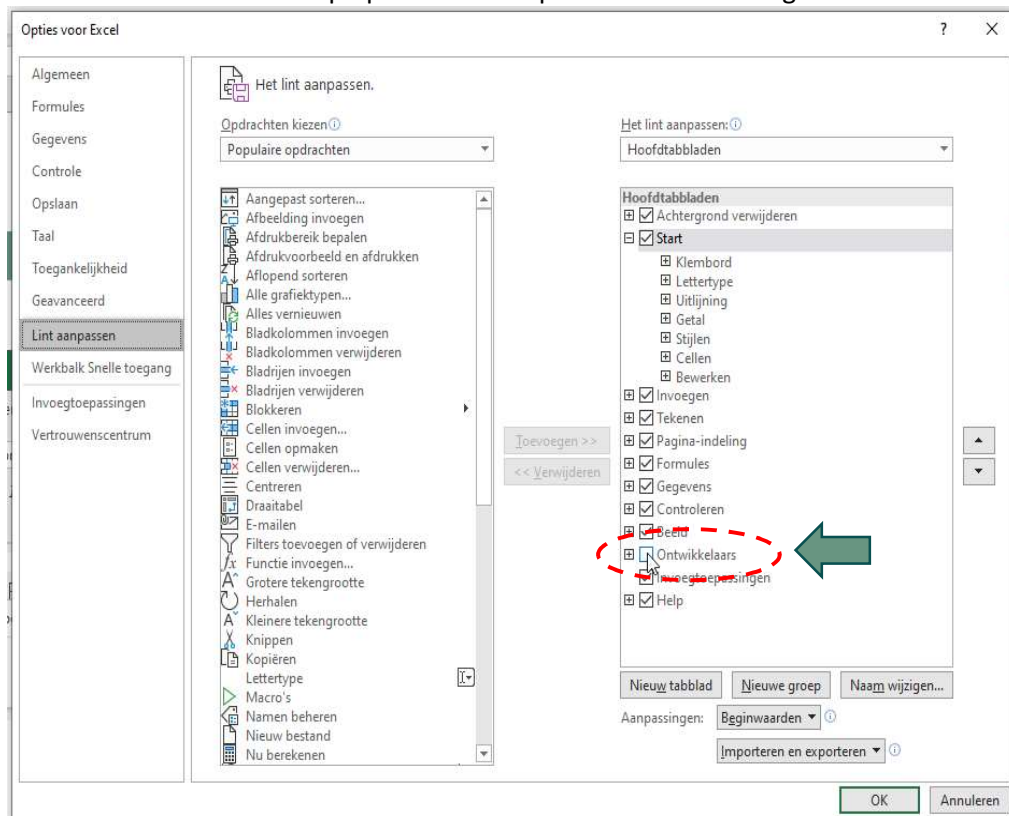 Opties voor Excel
?
X
Algemeen
Formules
Gegevens
Controle
Opslaan
Taal
Toegankelijkheid
Geavanceerd
Lint aanpassen
Werkbalk Snelle toegang
Invoegtoepassingen
Vertrouwenscentrum
Het lint aanpassen.
Opdrachten kiezen
Populaire opdrachten
Aangepast sorteren...
Afbeelding invoegen
Afdrukbereik bepalen
Afdrukvoorbeeld en afdrukken
Aflopend sorteren
Alle grafiektypen...
Alles vernieuwen
Bladkolommen invoegen
Bladkolommen verwijderen
Bladrijen invoegen
Bladrijen verwijderen
Blokkeren
Cellen invoegen...
Cellen opmaken
Cellen verwijderen...
Centreren
Draaitabel
E-mailen
Filters toevoegen of verwijderen
Functie invoegen...
Grotere tekengrootte
Herhalen
Kleinere tekengrootte
Knippen
Kopiëren
Lettertype
Macro's
Namen beheren
Nieuw bestand
Nu berekenen
Toevoegen >>
<< Verwijderen
Het lint aanpassen:
Hoofdtabbladen
Hoofdtabbladen
Achtergrond verwijderen
Start
Klembord
Lettertype
Uitlijning
Getal
Stijlen
Cellen
Bewerken
Invoegen
Tekenen
Pagina-indeling
Formules
Gegevens
Controleren
Beeld
Ontwikkelaars
Invoegtoepassingen
Help
Nieuw tabblad
Nieuwe groep
Naam wijzigen...
Aanpassingen:
Beginwaarden
Importeren en exporteren
OK
Annuleren